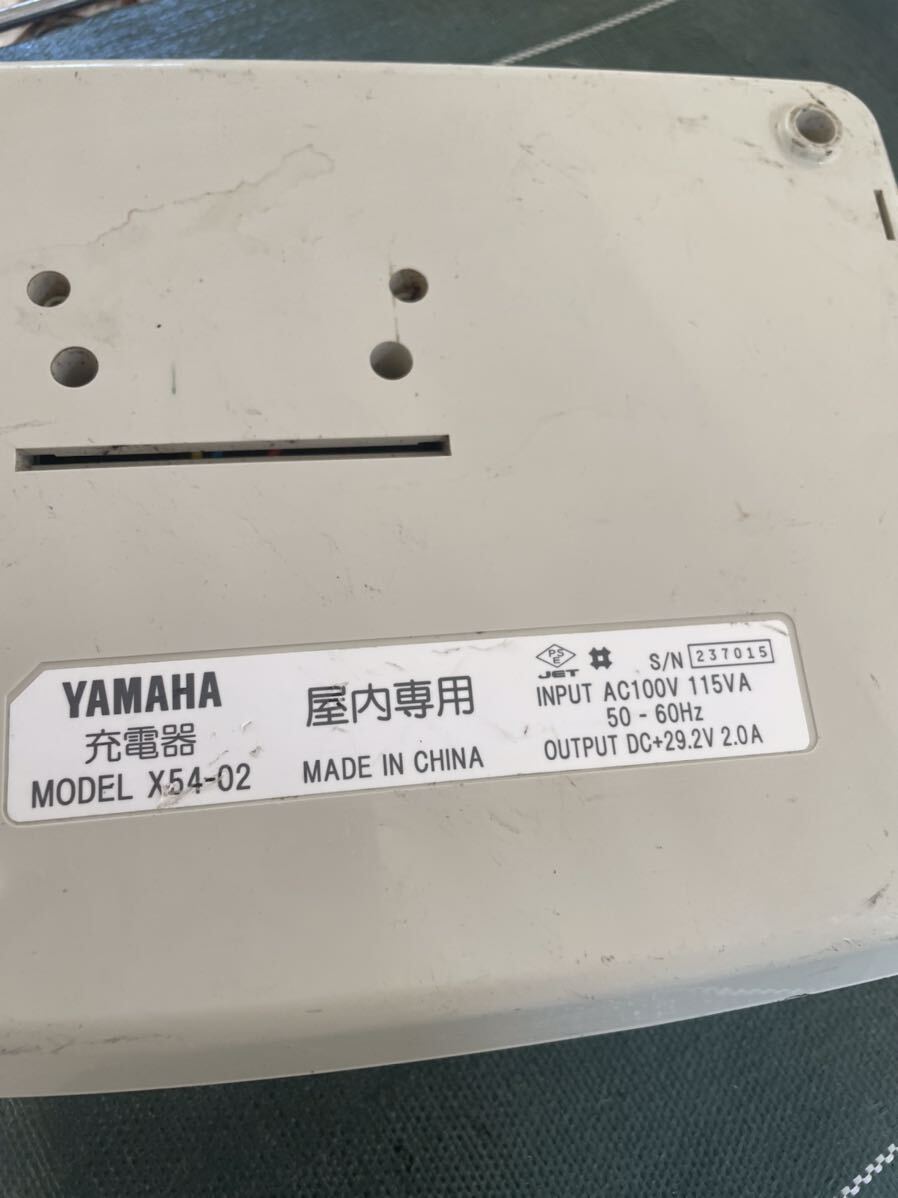 YAMAHA
充電器
MODEL X54-02
屋内専用
MADE IN CHINA
PSE
JET
S/N 237015
INPUT AC100V 115VA
50 - 60Hz
OUTPUT DC+29.2V 2.0A